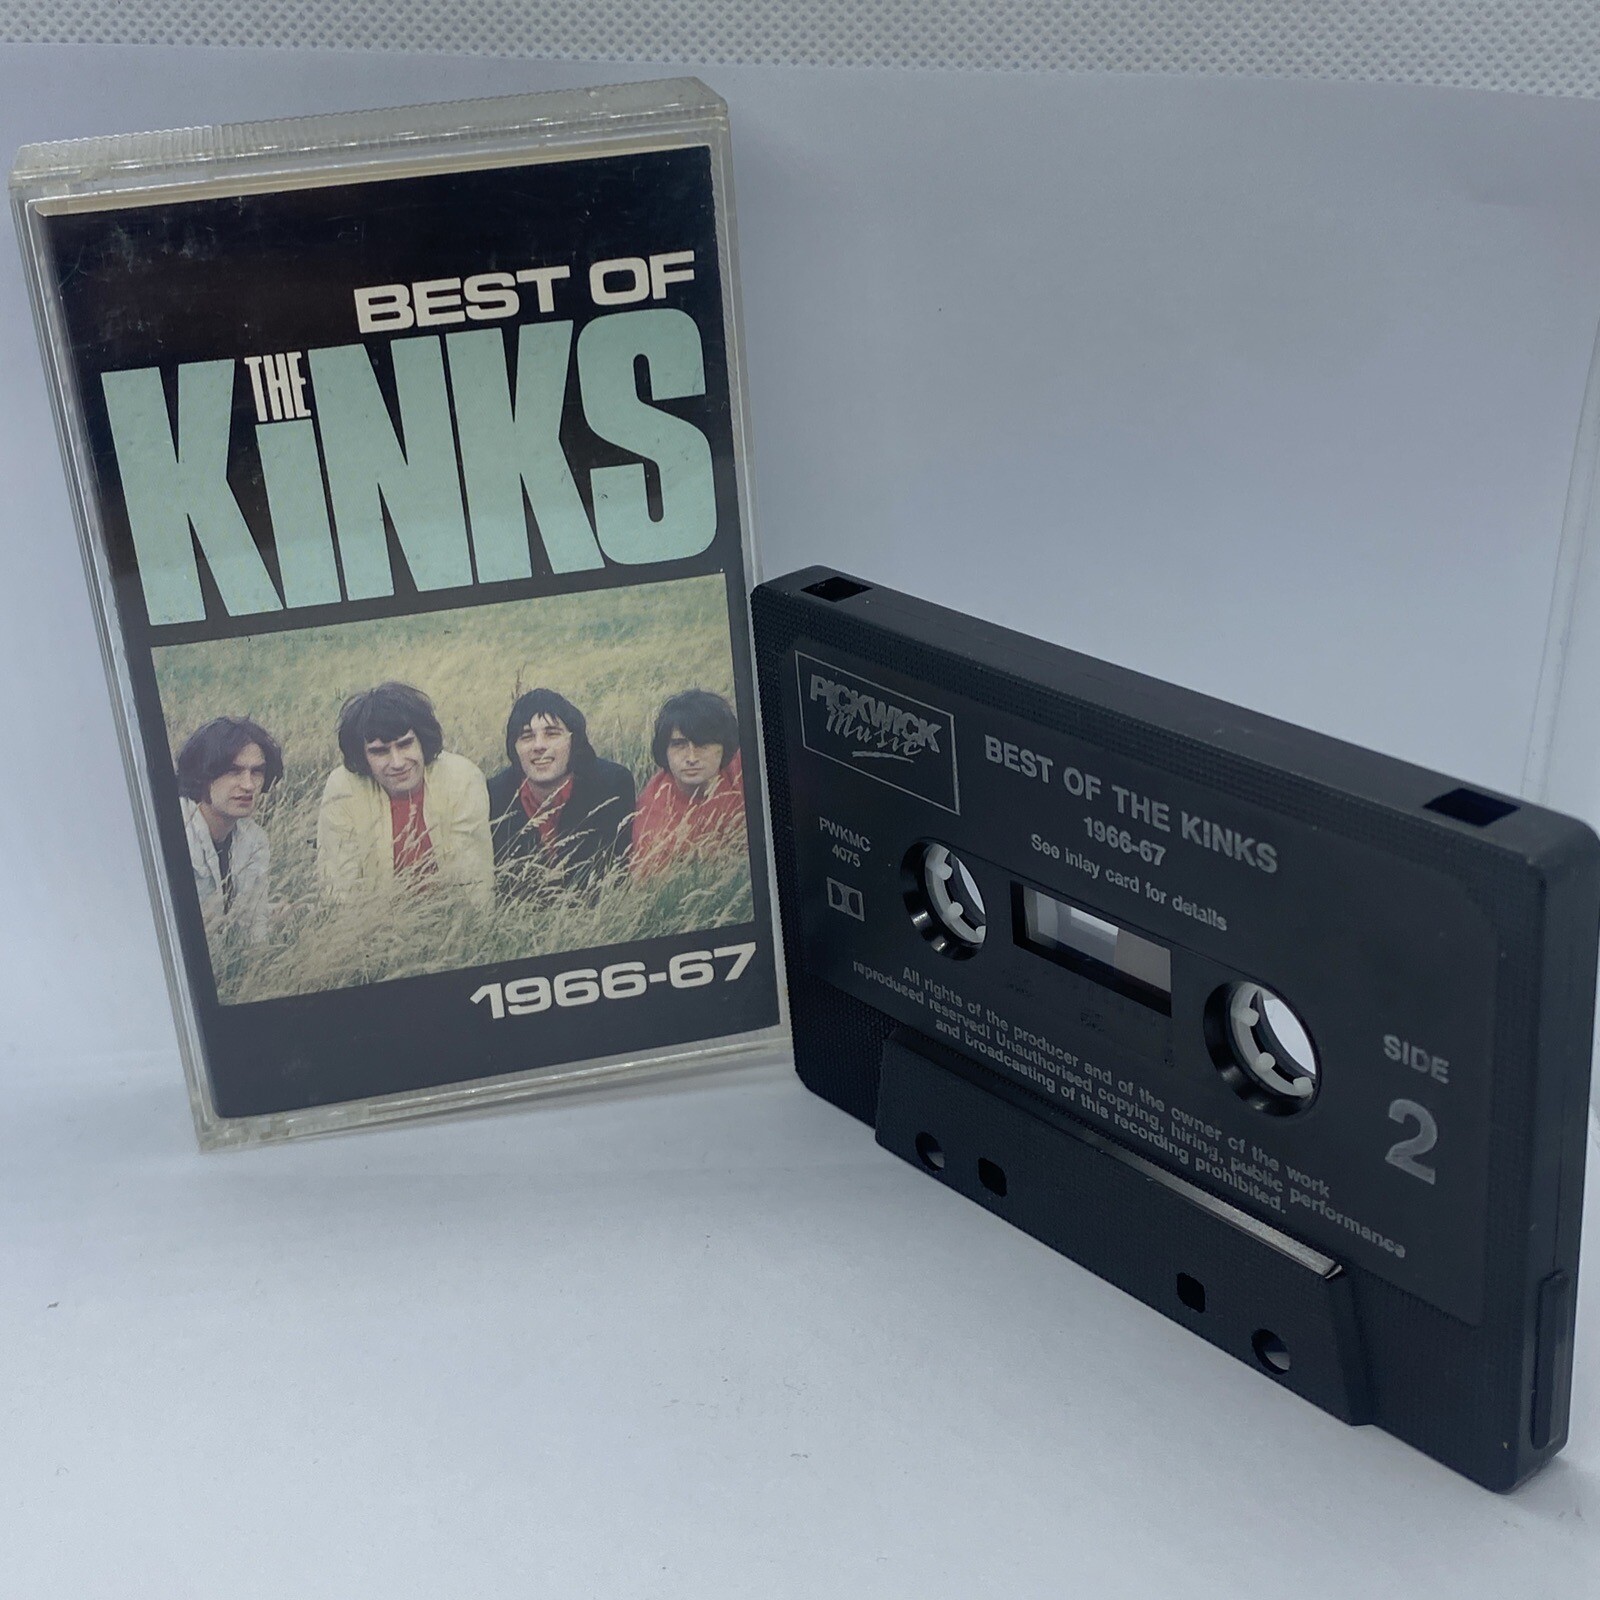 BEST OF
THE
KiNKS
1966-67
PICKWICK
Music
BEST OF THE KINKS
1966-67
See inlay card for details
PWKMC
4075
All rights of the producer and of the owner of the work
reproduced reserved! Unauthorised copying, hiring, public performance
and broadcasting of this recording prohibited.
SIDE
2